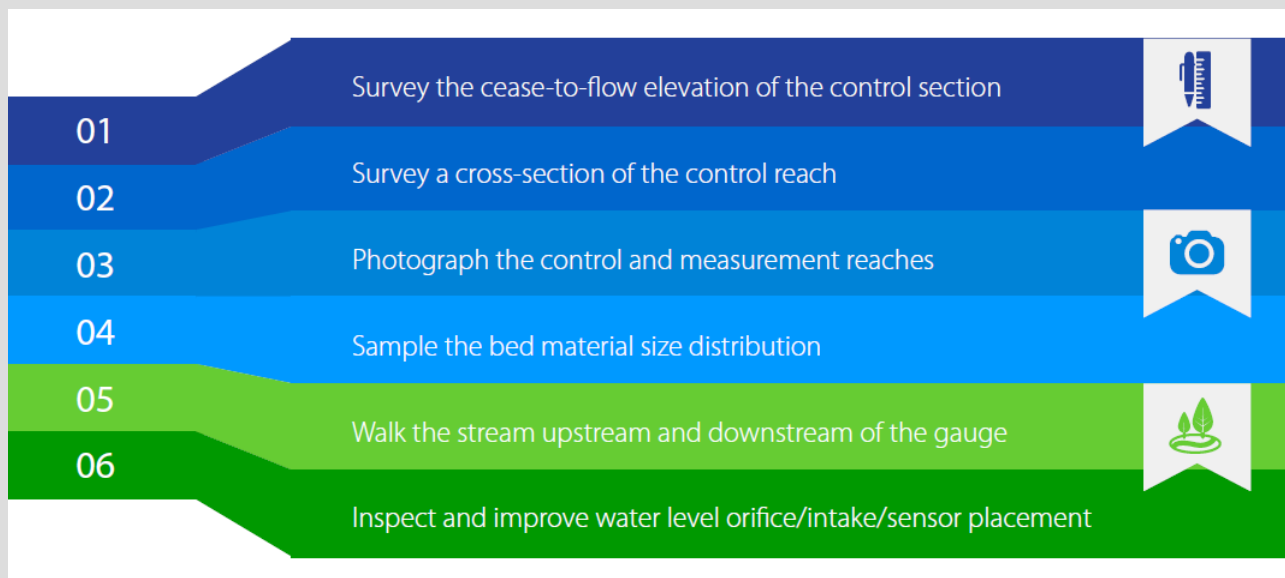 01 Survey the cease-to-flow elevation of the control section
02 Survey a cross-section of the control reach
03 Photograph the control and measurement reaches
04 Sample the bed material size distribution
05 Walk the stream upstream and downstream of the gauge
06 Inspect and improve water level orifice/intake/sensor placement